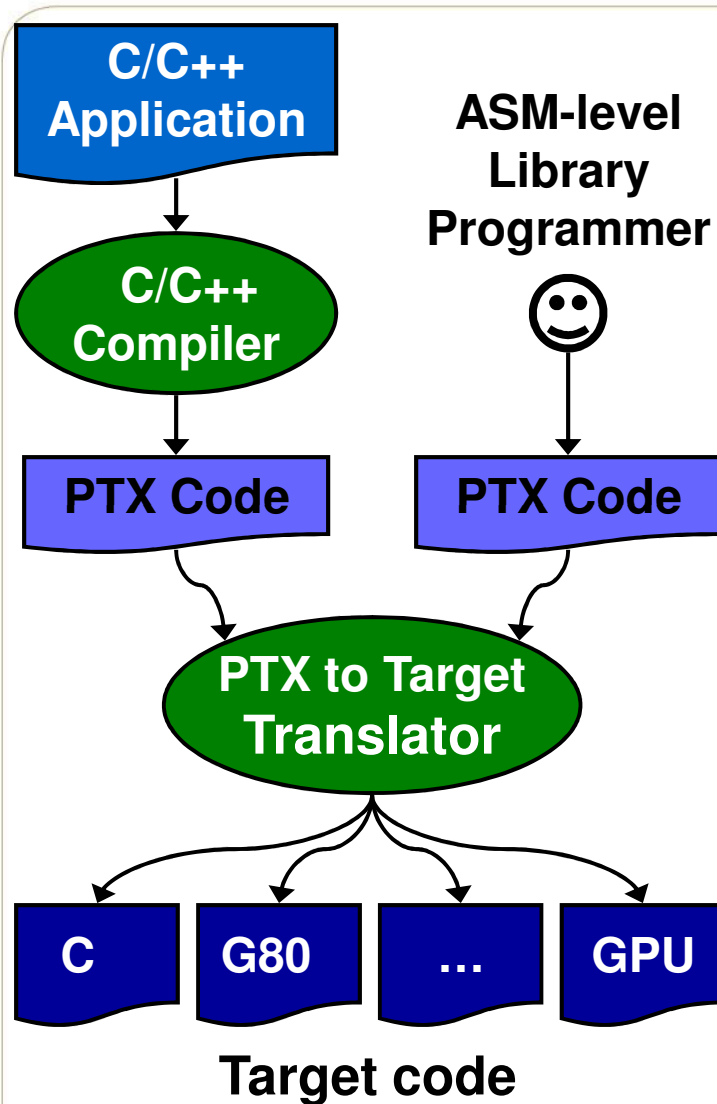 C/C++
Application
ASM-level
Library
Programmer
C/C++
Compiler
PTX Code
PTX Code
PTX to Target
Translator
C
G80
...
GPU
Target code